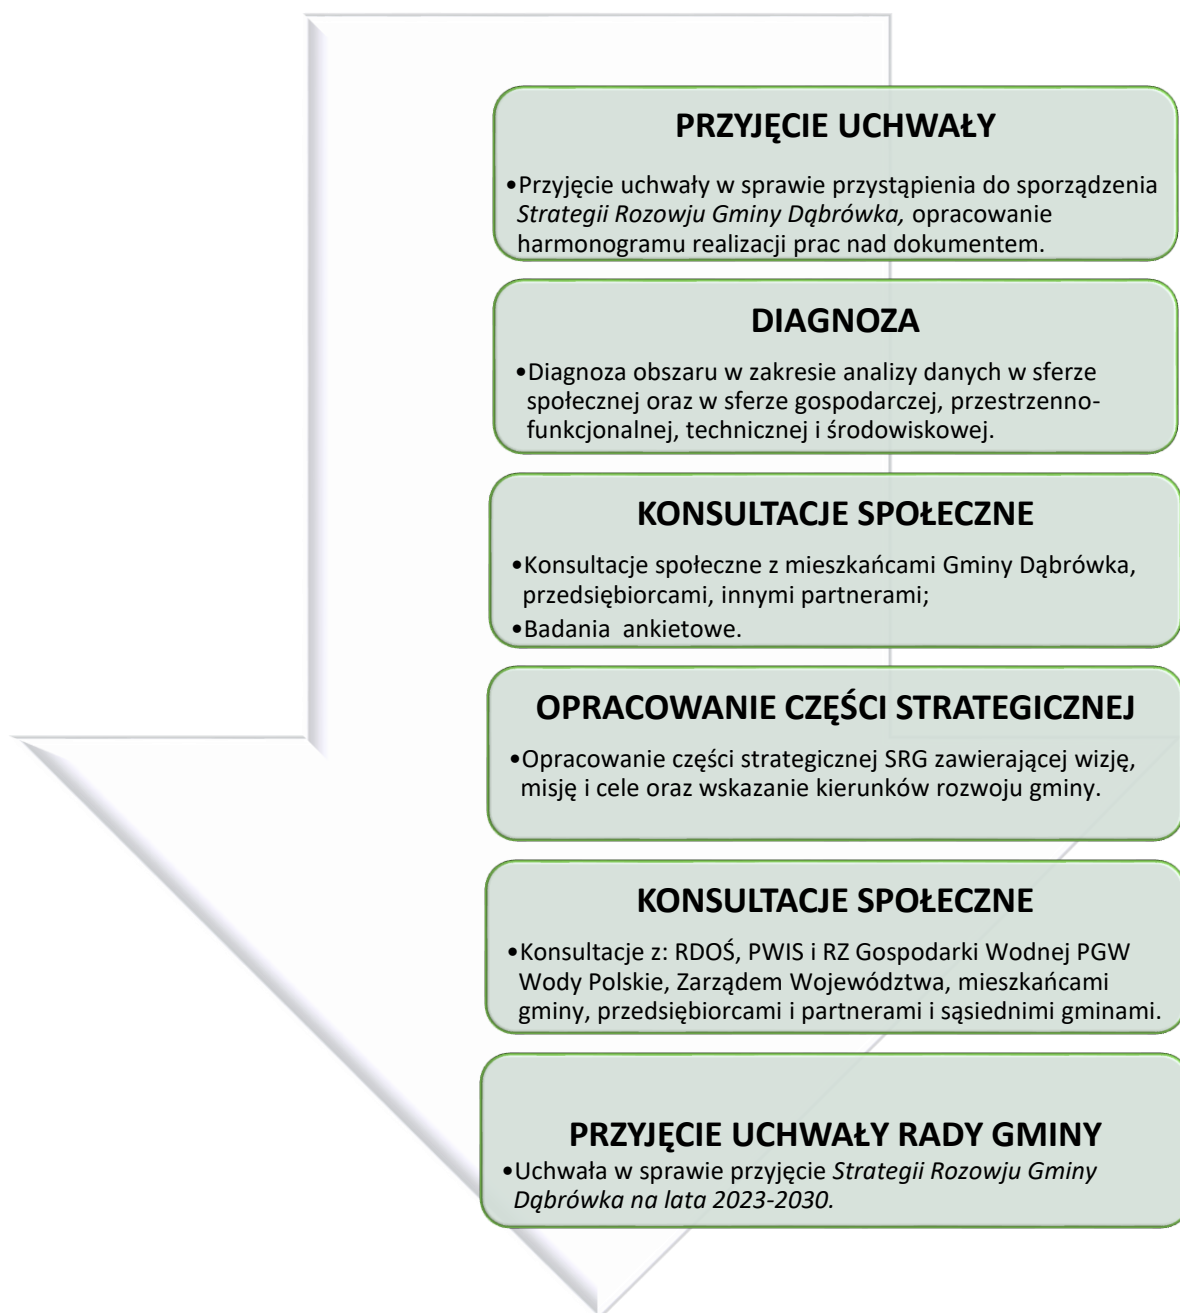 PRZYJĘCIE UCHWAŁY
•Przyjęcie uchwały w sprawie przystąpienia do sporządzenia
Strategii Rozowju Gminy Dąbrówka, opracowanie
harmonogramu realizacji prac nad dokumentem.
DIAGNOZA
•Diagnoza obszaru w zakresie analizy danych w sferze
społecznej oraz w sferze gospodarczej, przestrzenno-
funkcjonalnej, technicznej i środowiskowej.
KONSULTACJE SPOŁECZNE
•Konsultacje społeczne z mieszkańcami Gminy Dąbrówka,
przedsiębiorcami, innymi partnerami;
•Badania ankietowe.
OPRACOWANIE CZĘŚCI STRATEGICZNEJ
•Opracowanie części strategicznej SRG zawierającej wizję,
misję i cele oraz wskazanie kierunków rozwoju gminy.
KONSULTACJE SPOŁECZNE
•Konsultacje z: RDOŚ, PWIS i RZ Gospodarki Wodnej PGW
Wody Polskie, Zarządem Województwa, mieszkańcami
gminy, przedsiębiorcami i partnerami i sąsiednimi gminami.
PRZYJĘCIE UCHWAŁY RADY GMINY
•Uchwała w sprawie przyjęcie Strategii Rozowju Gminy
Dąbrówka na lata 2023-2030.